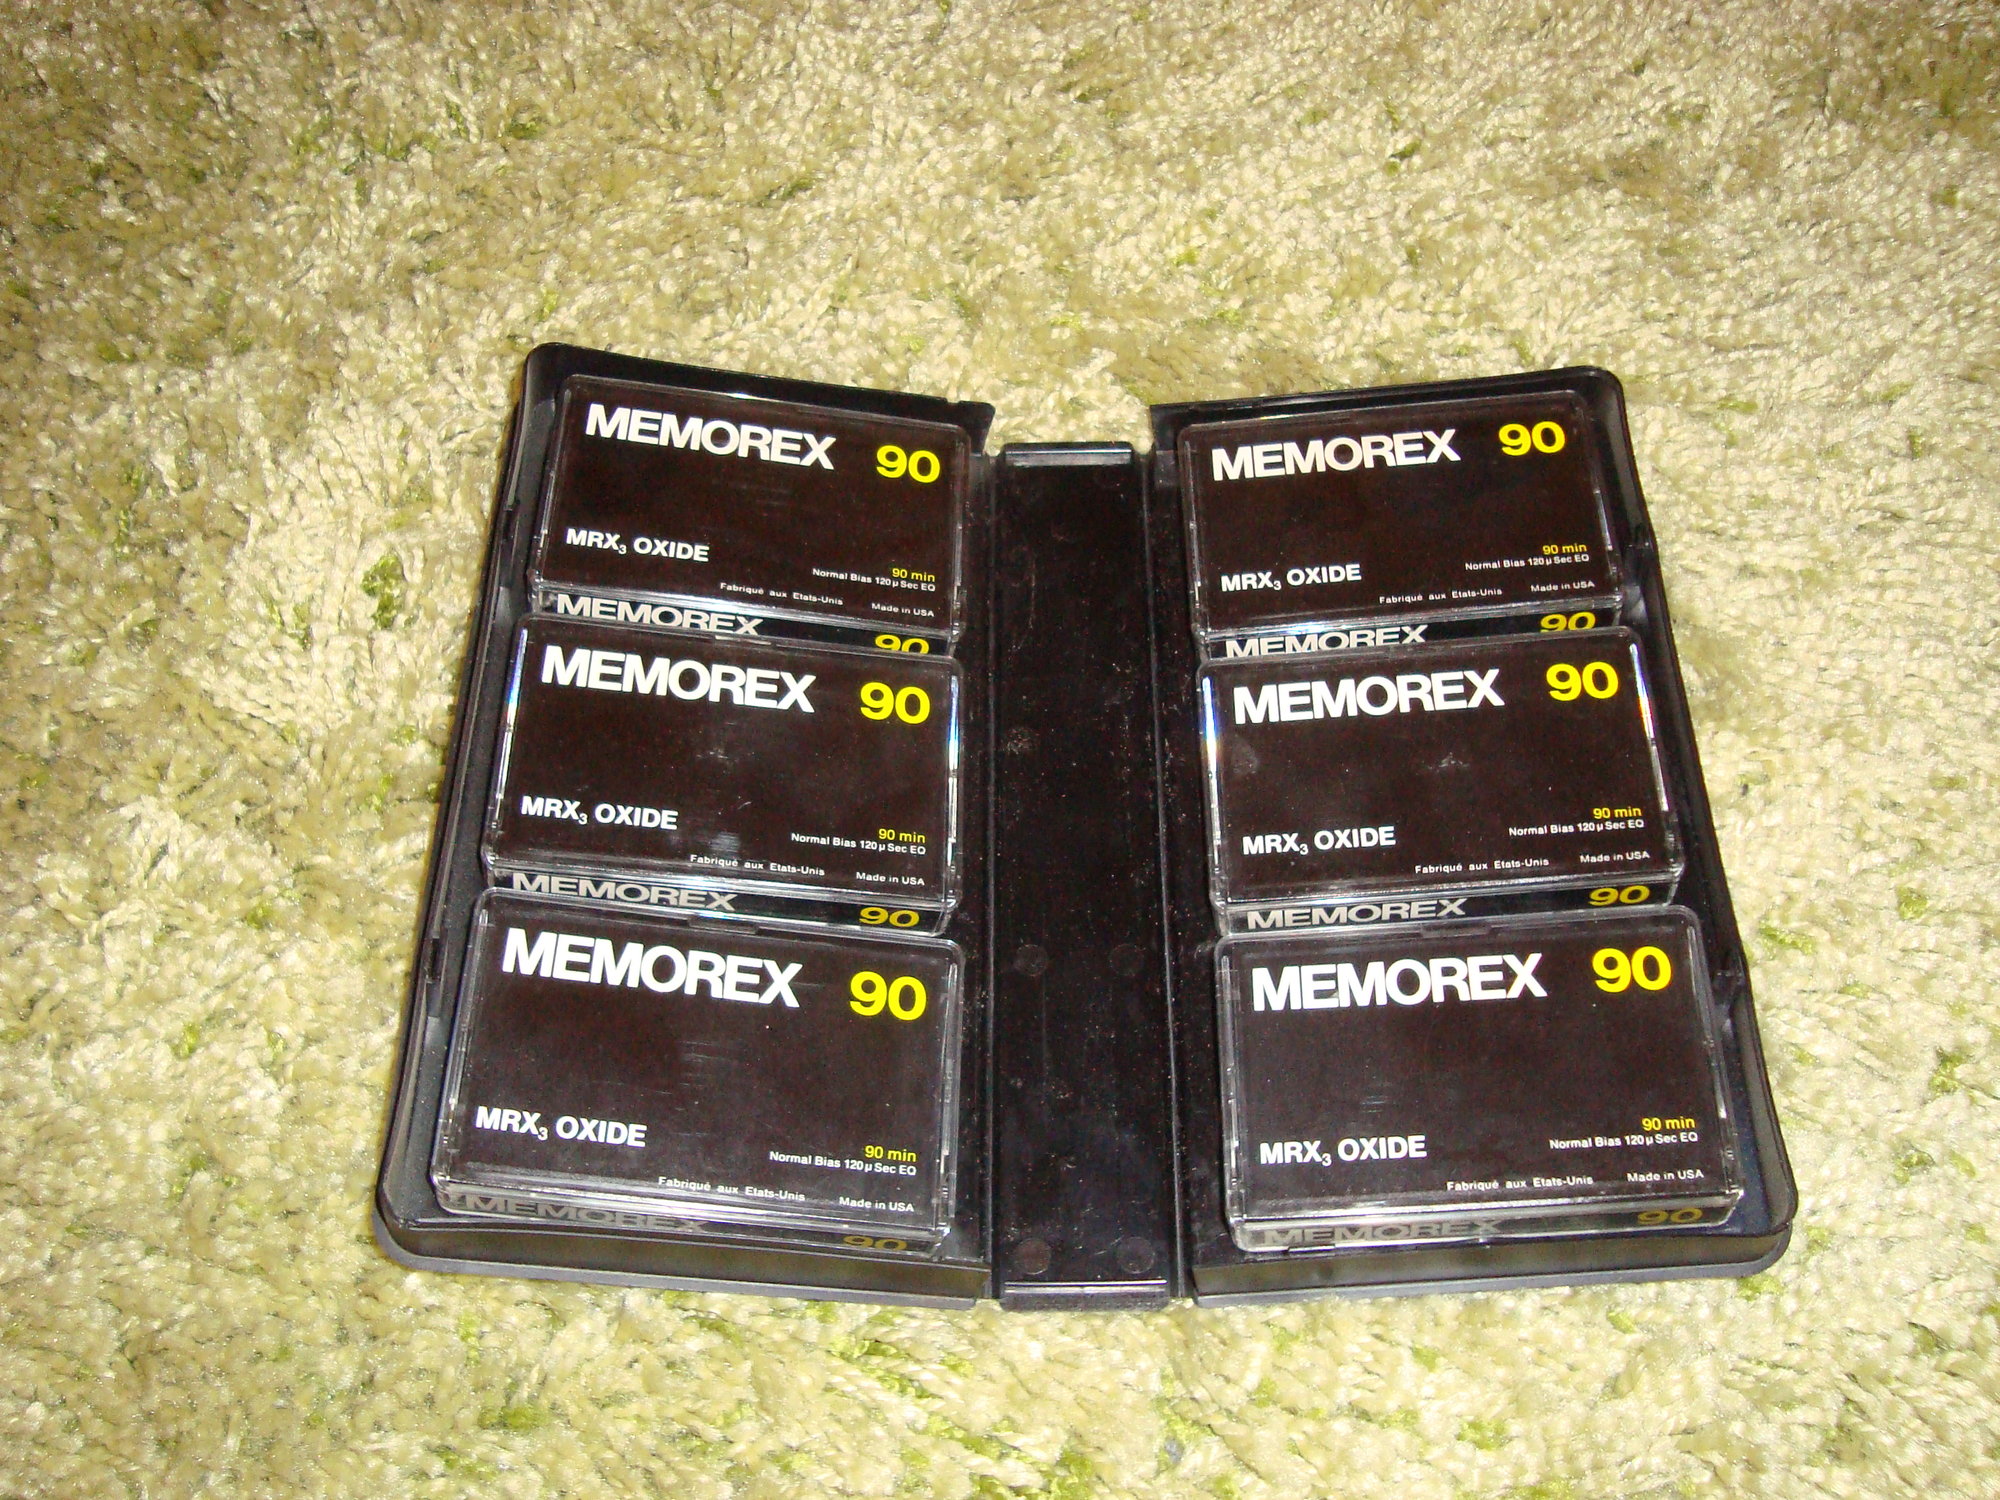 MEMOREX 90
MRX₃ OXIDE
90 min
Normal Bias 120 µ Sec EQ
Fabriqué aux Etats-Unis Made in USA
MEMOREX 90
MEMOREX 90
MRX₃ OXIDE
90 min
Normal Bias 120 µ Sec EQ
Fabriqué aux Etats-Unis Made in USA
MEMOREX 90
MEMOREX 90
MRX₃ OXIDE
90 min
Normal Bias 120 µ Sec EQ
Fabriqué aux Etats-Unis Made in USA
MEMOREX 90
MEMOREX 90
MRX₃ OXIDE
90 min
Normal Bias 120 µ Sec EQ
Fabriqué aux Etats-Unis Made in USA
MEMOREX 90
MEMOREX 90
MRX₃ OXIDE
90 min
Normal Bias 120 µ Sec EQ
Fabriqué aux Etats-Unis Made in USA
MEMOREX 90
MEMOREX 90
MRX₃ OXIDE
90 min
Normal Bias 120 µ Sec EQ
Fabriqué aux Etats-Unis Made in USA
MEMOREX 90